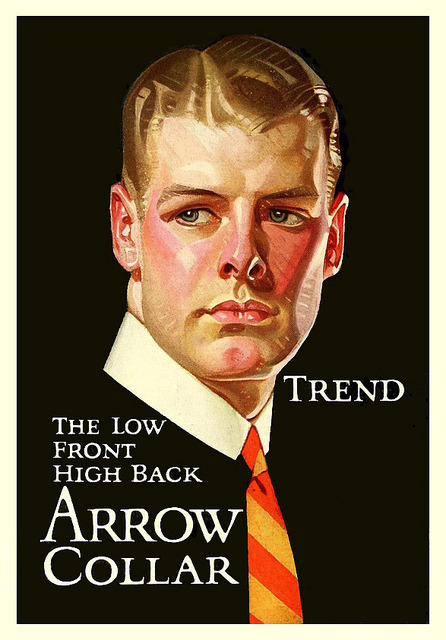 TREND
THE LOW
FRONT
HIGH BACK
ARROW
COLLAR